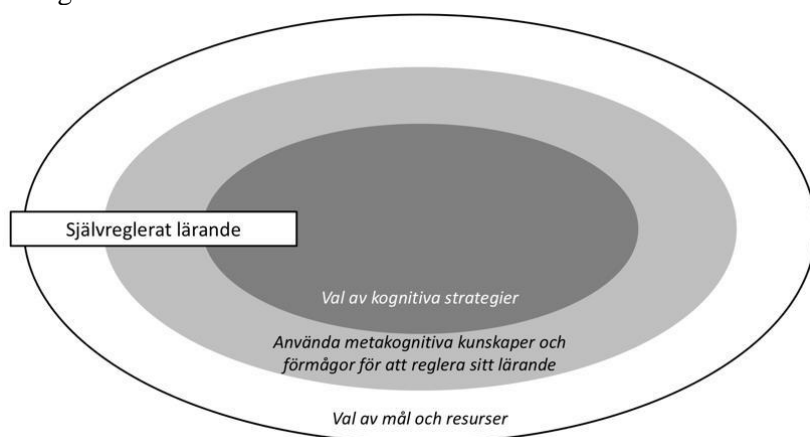 Självreglerat lärande
Val av kognitiva strategier
Använda metakognitiva kunskaper och
förmågor för att reglera sitt lärande
Val av mål och resurser